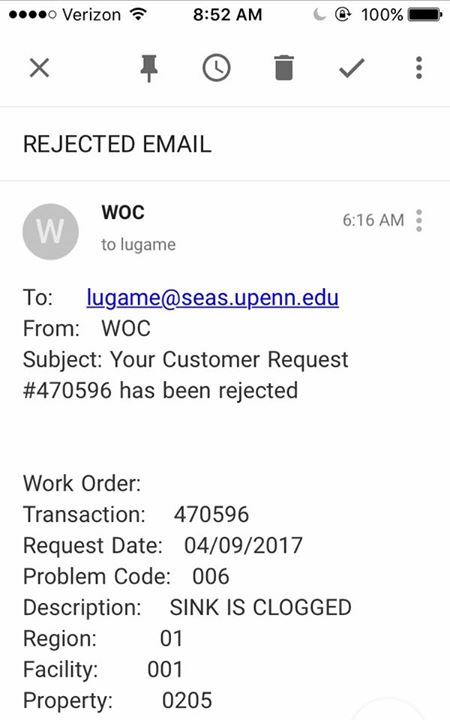 Verizon 8:52 AM 100%
REJECTED EMAIL
W
WOC
6:16 AM
to lugame
To: lugame@seas.upenn.edu
From: WOC
Subject: Your Customer Request
#470596 has been rejected
Work Order:
Transaction: 470596
Request Date: 04/09/2017
Problem Code: 006
Description: SINK IS CLOGGED
Region: 01
Facility: 001
Property: 0205